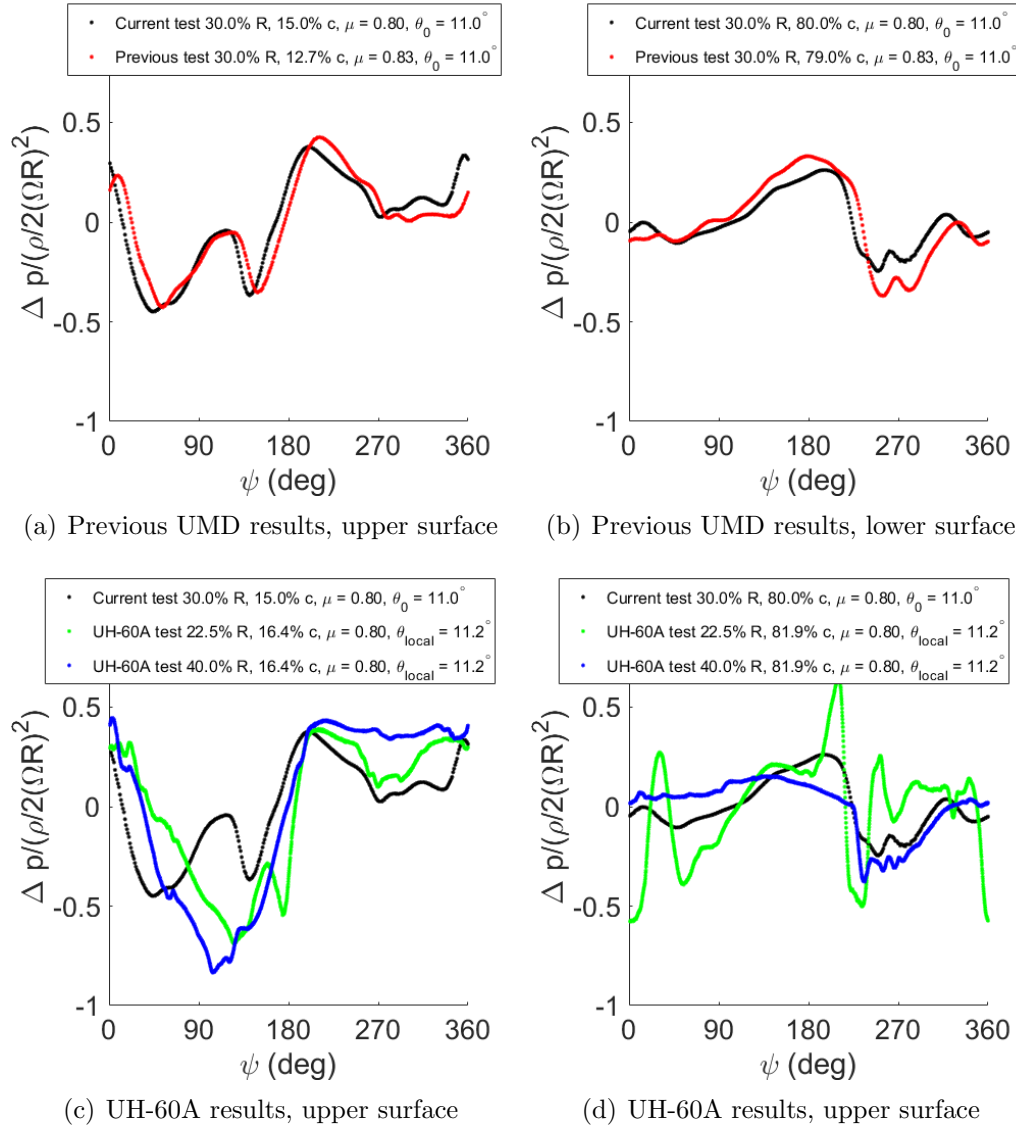 Current test 30.0% R, 15.0% c, μ = 0.80, θ₀ = 11.0°
Previous test 30.0% R, 12.7% c, μ = 0.83, θ₀ = 11.0°
0.5
0
-0.5
-1
Δ p/(ρ/2(ΩR)²)
0 90 180 270 360
ψ (deg)
(a) Previous UMD results, upper surface
Current test 30.0% R, 80.0% c, μ = 0.80, θ₀ = 11.0°
Previous test 30.0% R, 79.0% c, μ = 0.83, θ₀ = 11.0°
0.5
0
-0.5
-1
Δ p/(ρ/2(ΩR)²)
0 90 180 270 360
ψ (deg)
(b) Previous UMD results, lower surface
Current test 30.0% R, 15.0% c, μ = 0.80, θ₀ = 11.0°
UH-60A test 22.5% R, 16.4% c, μ = 0.80, θlocal = 11.2°
UH-60A test 40.0% R, 16.4% c, μ = 0.80, θlocal = 11.2°
0.5
0
-0.5
-1
Δ p/(ρ/2(ΩR)²)
0 90 180 270 360
ψ (deg)
(c) UH-60A results, upper surface
Current test 30.0% R, 80.0% c, μ = 0.80, θ₀ = 11.0°
UH-60A test 22.5% R, 81.9% c, μ = 0.80, θlocal = 11.2°
UH-60A test 40.0% R, 81.9% c, μ = 0.80, θlocal = 11.2°
0.5
0
-0.5
-1
Δ p/(ρ/2(ΩR)²)
0 90 180 270 360
ψ (deg)
(d) UH-60A results, upper surface